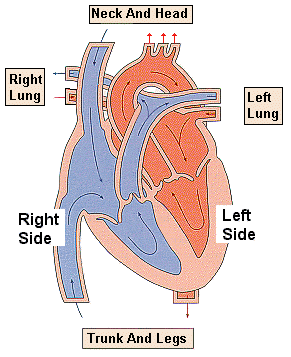 Neck And Head
Right
Lung
Left
Lung
Right
Side
Left
Side
Trunk And Legs